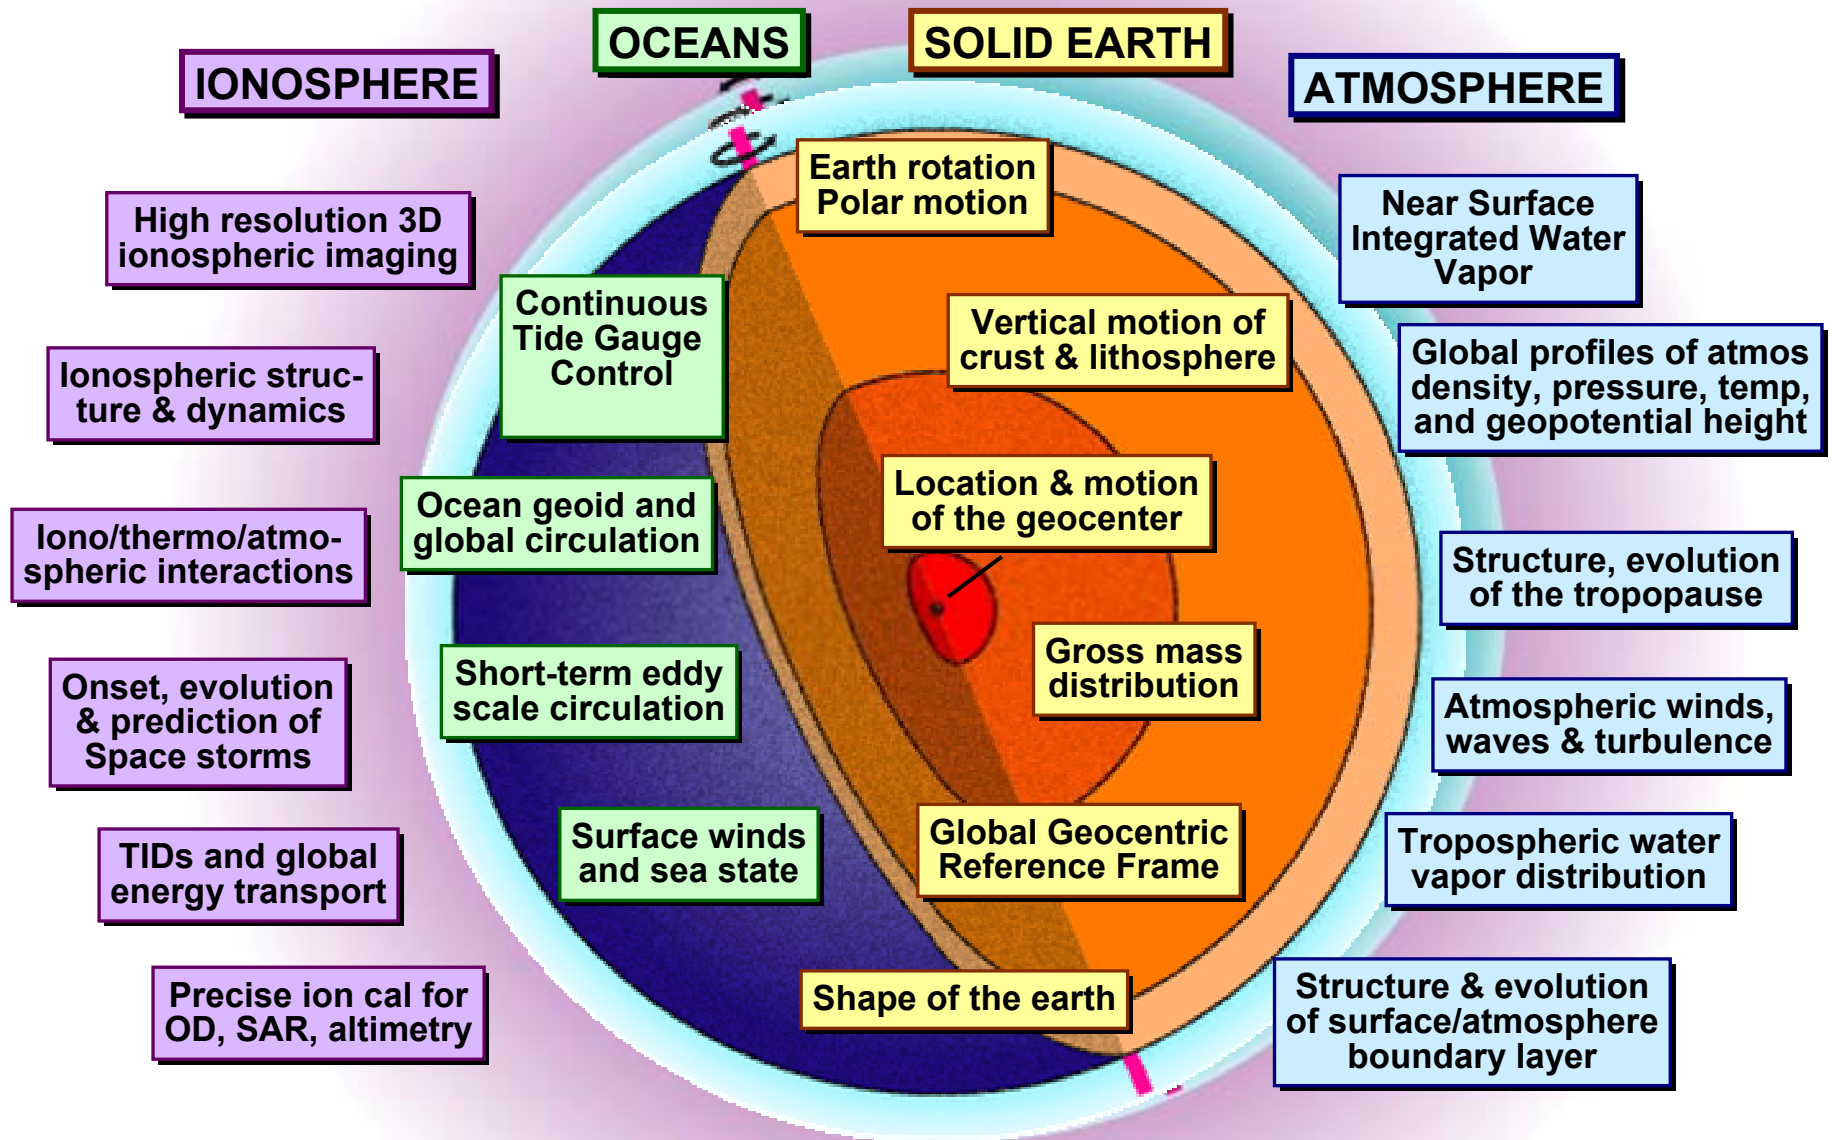 IONOSPHERE
OCEANS
SOLID EARTH
ATMOSPHERE
High resolution 3D
ionospheric imaging
Ionospheric struc-
ture & dynamics
Iono/thermo/atmo-
spheric interactions
Onset, evolution
& prediction of
Space storms
TIDs and global
energy transport
Precise ion cal for
OD, SAR, altimetry
Continuous
Tide Gauge
Control
Ocean geoid and
global circulation
Short-term eddy
scale circulation
Surface winds
and sea state
Earth rotation
Polar motion
Vertical motion of
crust & lithosphere
Location & motion
of the geocenter
Gross mass
distribution
Global Geocentric
Reference Frame
Shape of the earth
Near Surface
Integrated Water
Vapor
Global profiles of atmos
density, pressure, temp,
and geopotential height
Structure, evolution
of the tropopause
Atmospheric winds,
waves & turbulence
Tropospheric water
vapor distribution
Structure & evolution
of surface/atmosphere
boundary layer